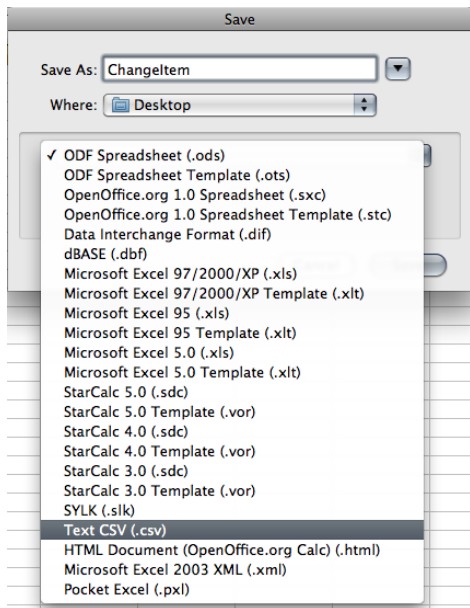 Save
Save As: ChangeItem
Where: Desktop
✓ ODF Spreadsheet (.ods)
ODF Spreadsheet Template (.ots)
OpenOffice.org 1.0 Spreadsheet (.sxc)
OpenOffice.org 1.0 Spreadsheet Template (.stc)
Data Interchange Format (.dif)
dBASE (.dbf)
Microsoft Excel 97/2000/XP (.xls)
Microsoft Excel 97/2000/XP Template (.xlt)
Microsoft Excel 95 (.xls)
Microsoft Excel 95 Template (.xlt)
Microsoft Excel 5.0 (.xls)
Microsoft Excel 5.0 Template (.xlt)
StarCalc 5.0 (.sdc)
StarCalc 5.0 Template (.vor)
StarCalc 4.0 (.sdc)
StarCalc 4.0 Template (.vor)
StarCalc 3.0 (.sdc)
StarCalc 3.0 Template (.vor)
SYLK (.slk)
Text CSV (.csv)
HTML Document (OpenOffice.org Calc) (.html)
Microsoft Excel 2003 XML (.xml)
Pocket Excel (.pxl)